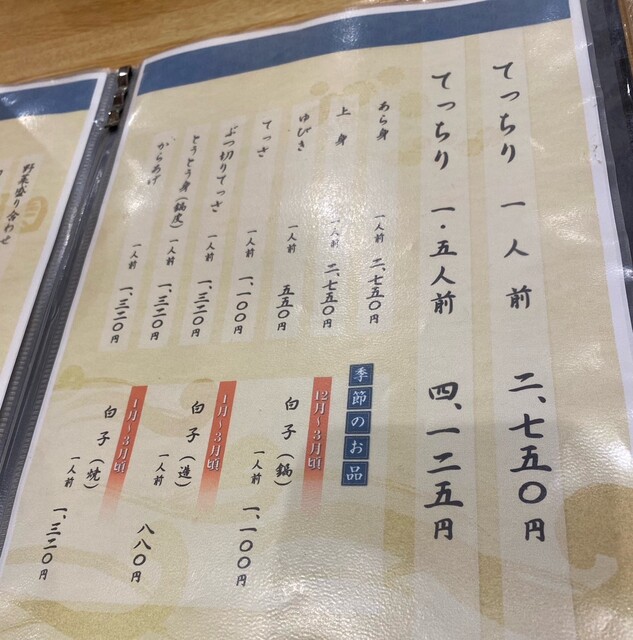 てっちり 一人前 二、七五〇円
てっちり 一・五人前 四、一二五円
あら身 一人前 二、七五〇円
上身 一人前 二、七五〇円
ゆびき 一人前 五五〇円
てっさ 一人前 一、一〇〇円
ぶつ切りてっさ 一人前 一、三二〇円
とうとう身(鉄皮) 一人前 一、三二〇円
からあげ 一人前 一、三二〇円
季節のお品
12月〜3月頃
白子(鍋) 一人前 一、一〇〇円
1月〜3月頃
白子(造) 一人前 八八〇円
1月〜3月頃
白子(焼) 一人前 一、三二〇円
野菜盛り合わせ